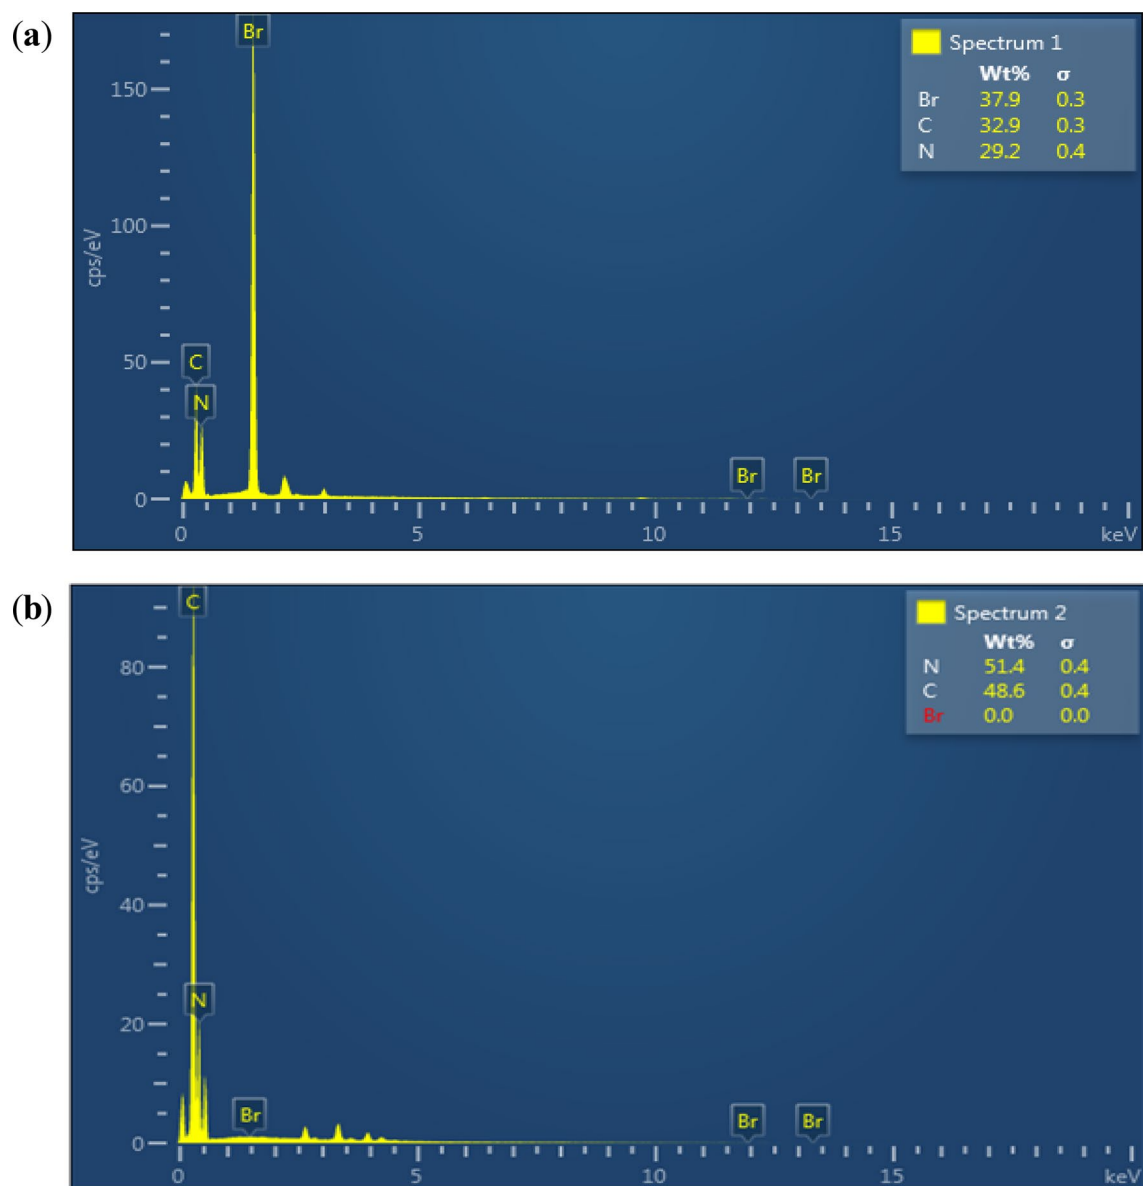 (a)
Br
Spectrum 1
Wt% σ
Br 37.9 0.3
C 32.9 0.3
N 29.2 0.4
150
100
cps/eV
50
C
N
Br Br
0
0 5 10 15 keV
(b)
C
Spectrum 2
Wt% σ
N 51.4 0.4
C 48.6 0.4
Br 0.0 0.0
80
60
cps/eV
40
N
20
Br Br Br
0
0 5 10 15 keV